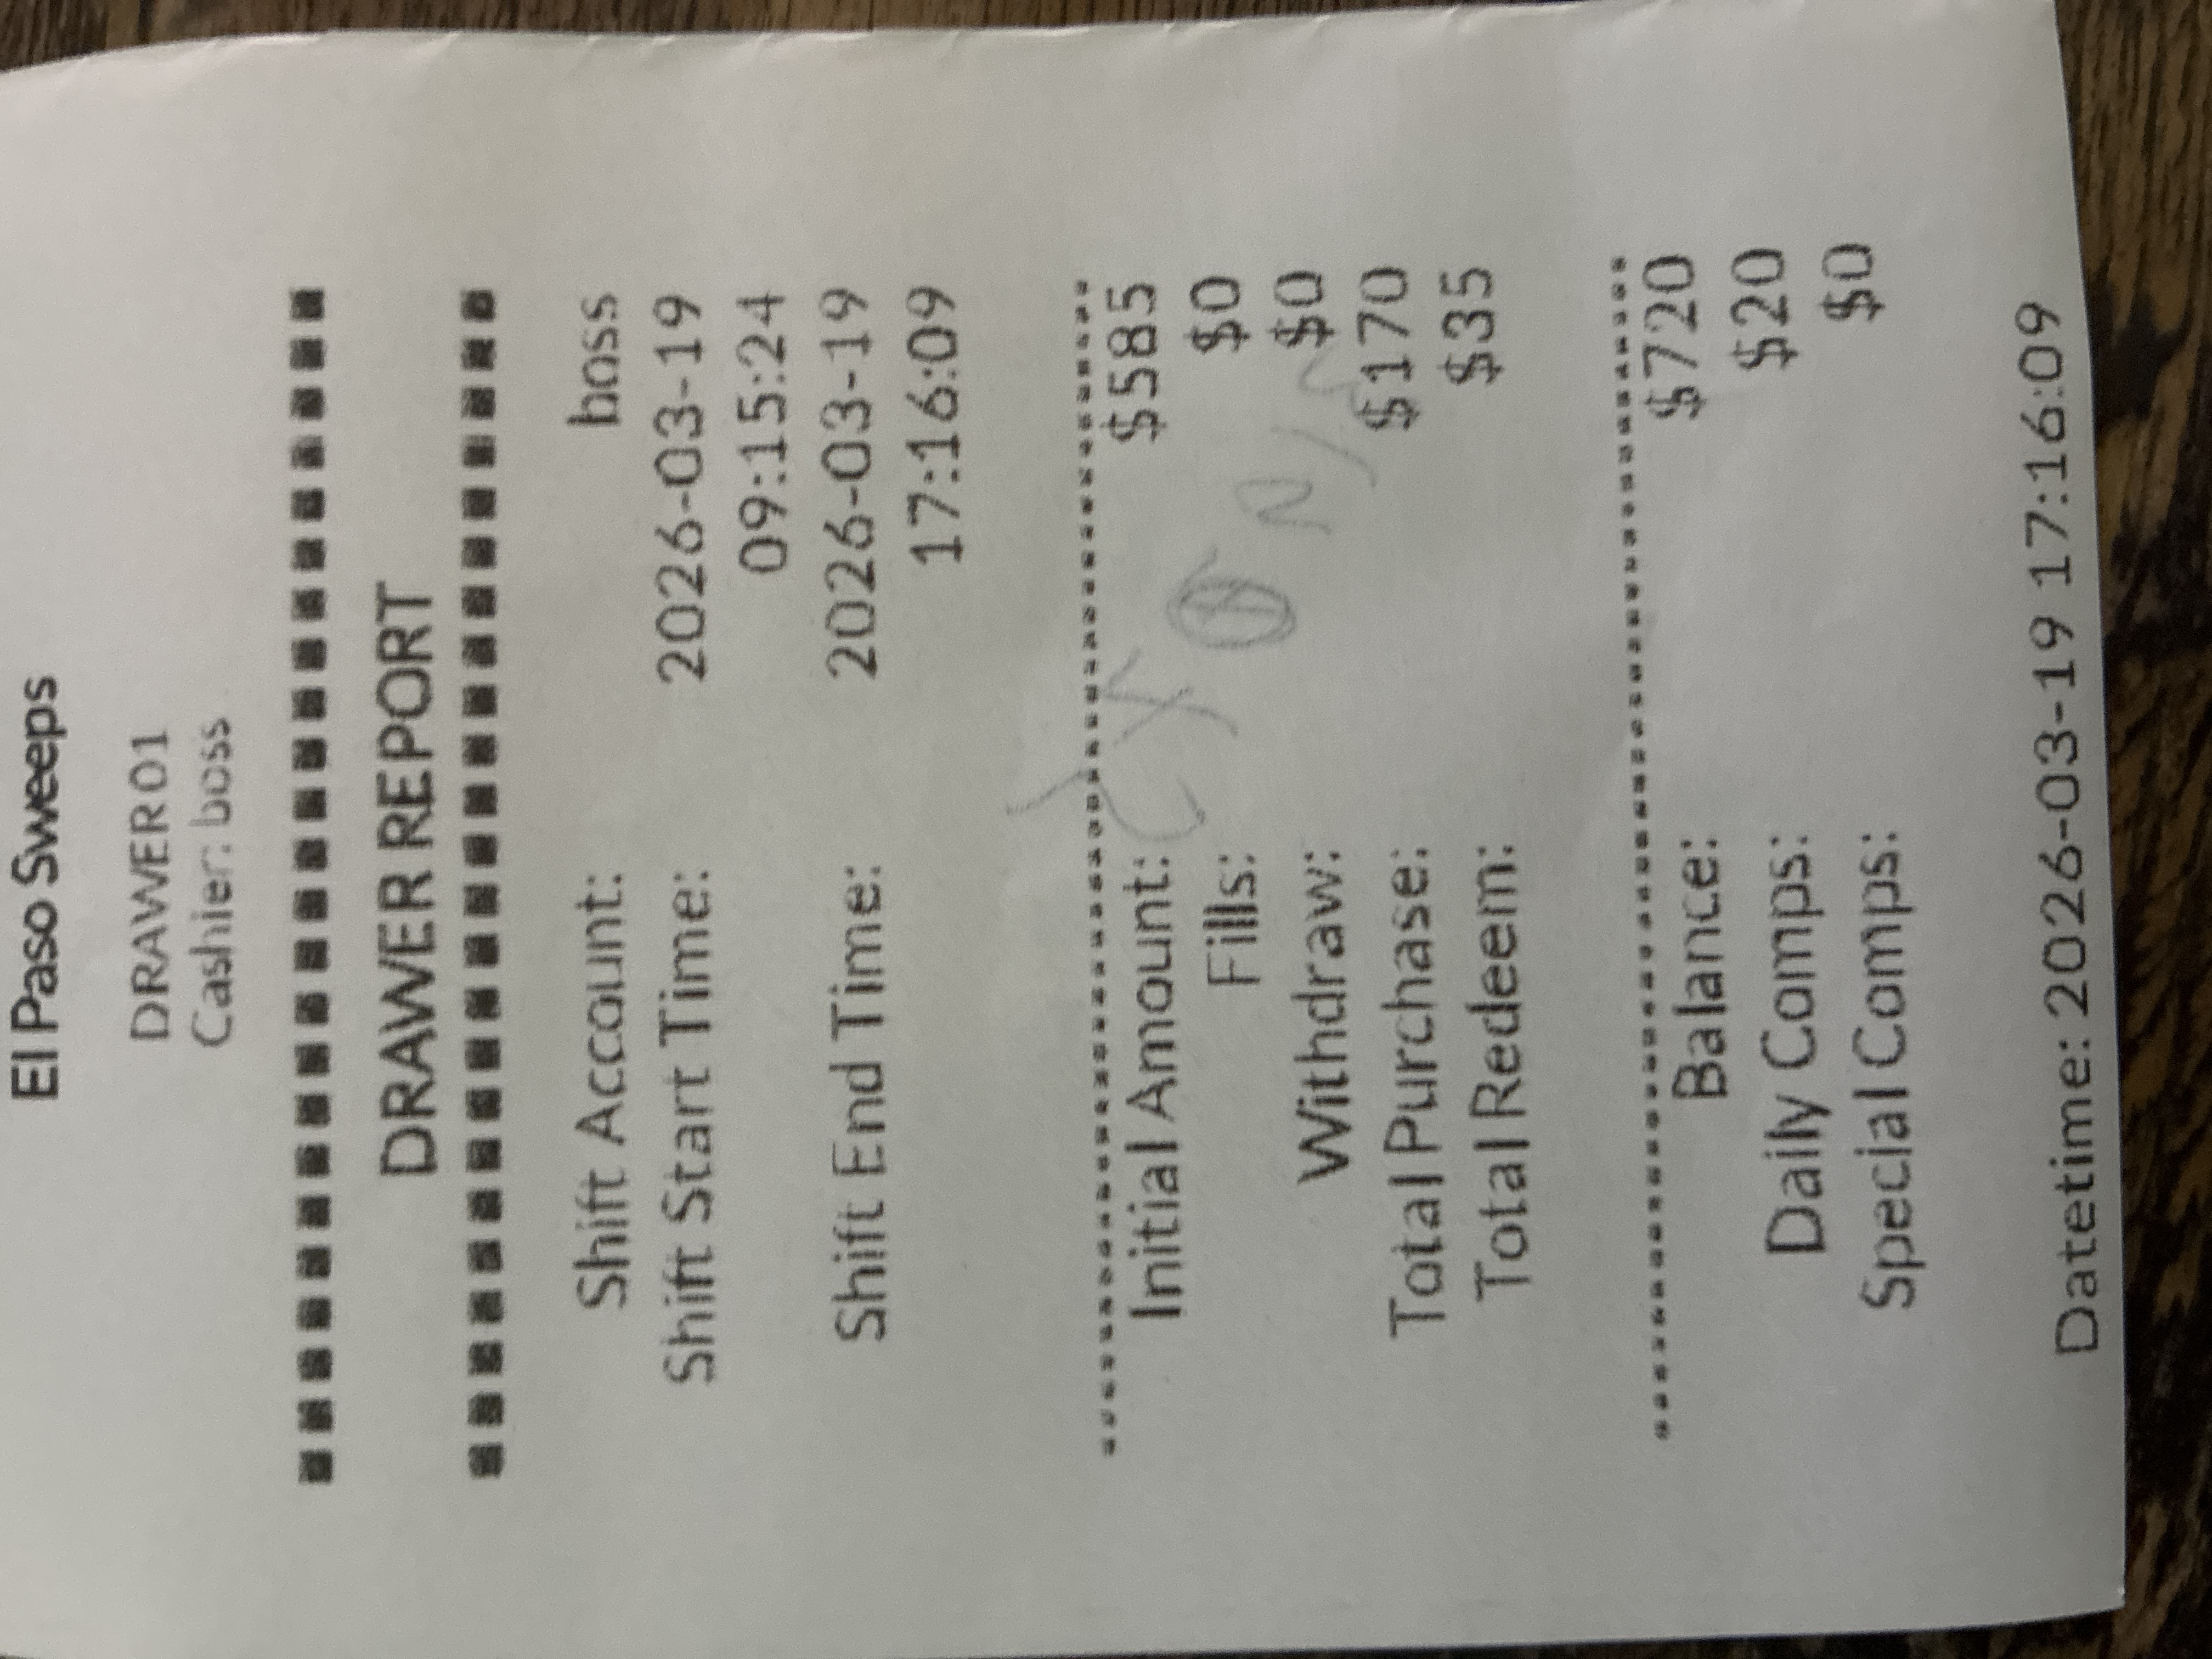 El Paso Sweeps
DRAWER01
Cashier: boss
DRAWER REPORT
Shift Account: boss
Shift Start Time: 2026-03-19
09:15:24
Shift End Time: 2026-03-19
17:16:09
Initial Amount: $585
Fills: $0
Withdraw: $0
Total Purchase: $170
Total Redeem: $35
Balance: $720
Daily Comps: $20
Special Comps: $0
Datetime: 2026-03-19 17:16:09